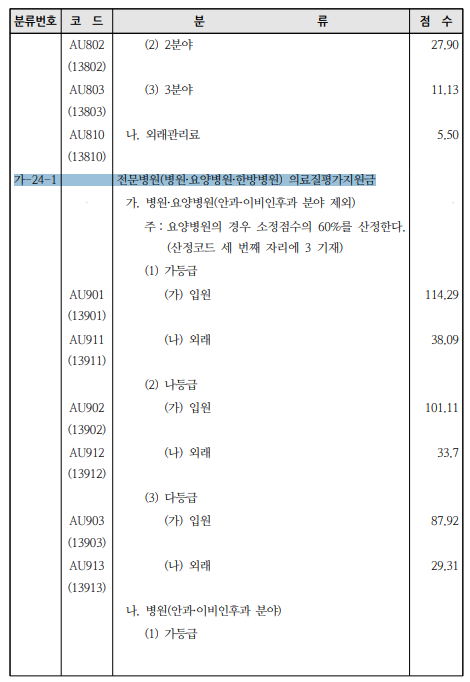 분류번호 코 드 분 류 점 수
AU802 (2) 2분야 27.90
(13802)
AU803 (3) 3분야 11.13
(13803)
AU810 나. 외래관리료 5.50
(13810)
가-24-1 전문병원(병원·요양병원·한방병원) 의료질평가지원금
가. 병원·요양병원(안과·이비인후과 분야 제외)
주 : 요양병원의 경우 소정점수의 60%를 산정한다.
(산정코드 세 번째 자리에 3 기재)
(1) 가등급
AU901 (가) 입원 114.29
(13901)
AU911 (나) 외래 38.09
(13911)
(2) 나등급
AU902 (가) 입원 101.11
(13902)
AU912 (나) 외래 33.7
(13912)
(3) 다등급
AU903 (가) 입원 87.92
(13903)
AU913 (나) 외래 29.31
(13913)
나. 병원(안과·이비인후과 분야)
(1) 가등급